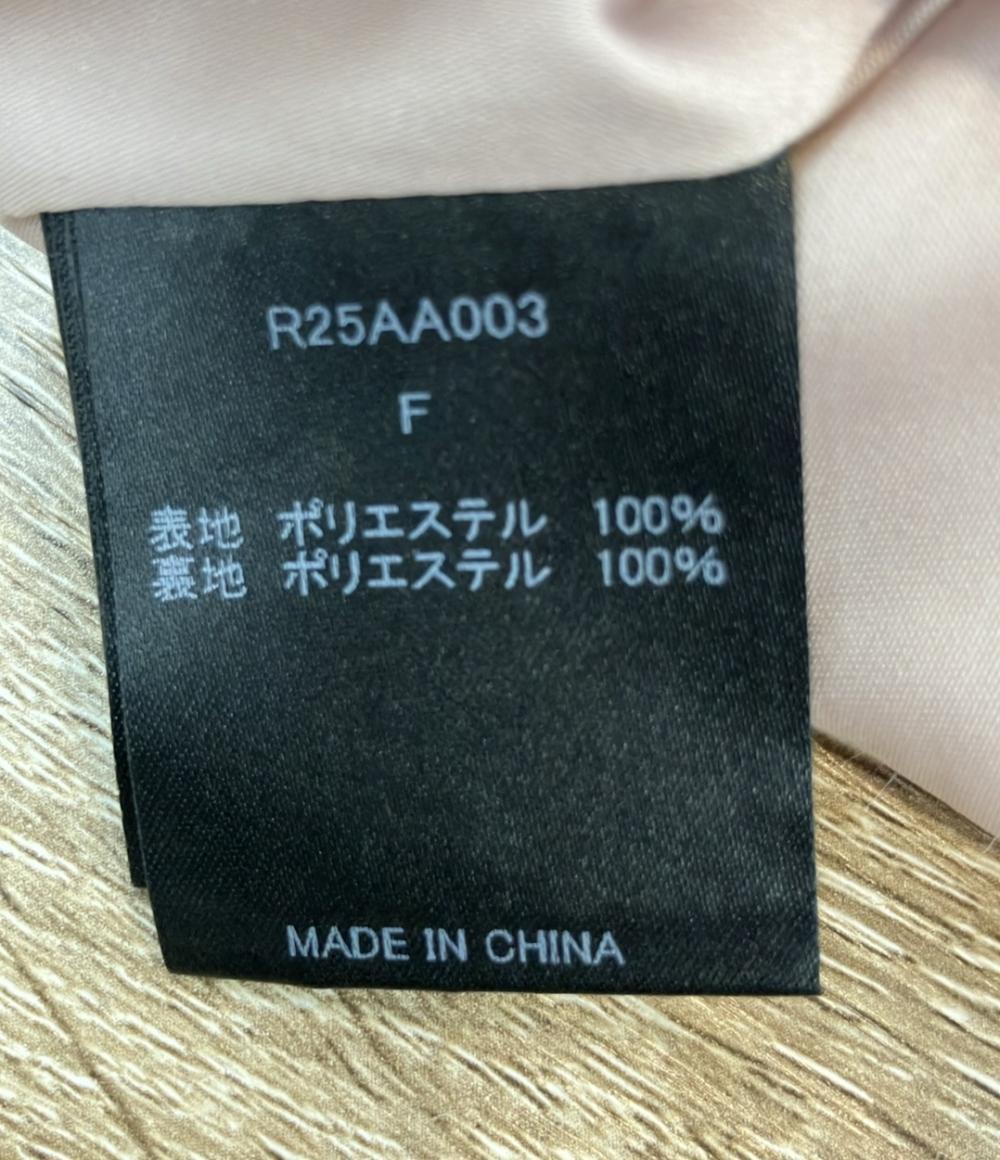 R25AA003
F
表地 ポリエステル 100%
裏地 ポリエステル 100%
MADE IN CHINA